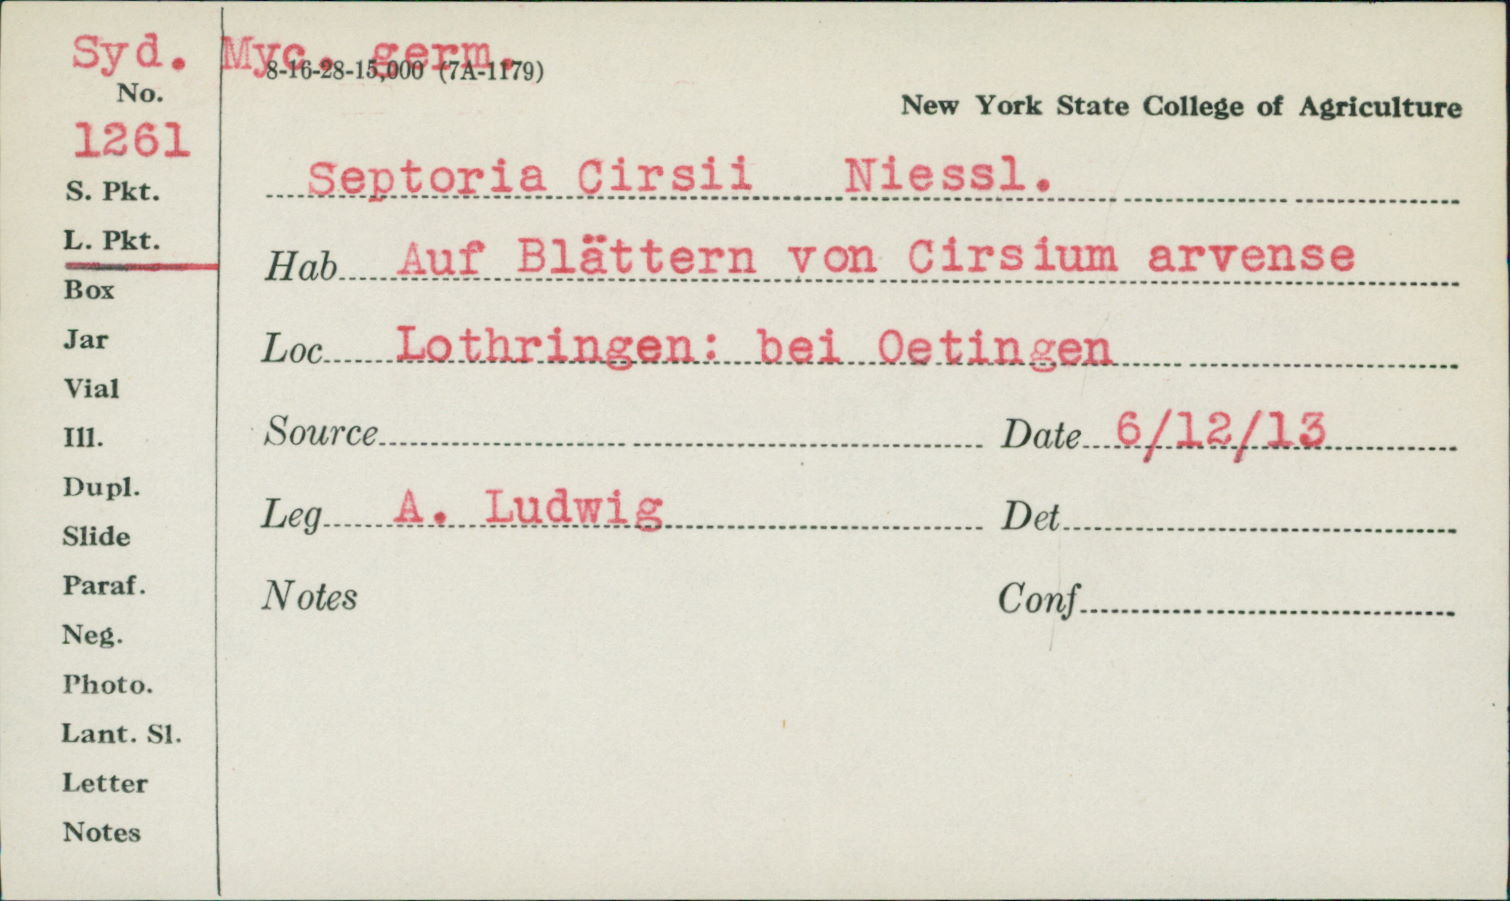 Syd. Myc. germ.
8-16-28-15,000 (7A-1179)
No.
New York State College of Agriculture
1261
Septoria Cirsii Niessl.
S. Pkt.
L. Pkt.
Hab Auf Blättern von Cirsium arvense
Box
Jar
Loc Lothringen: bei Oetingen
Vial
Ill.
Source Date 6/12/13
Dupl.
Leg A. Ludwig Det
Slide
Paraf.
Notes Conf
Neg.
Photo.
Lant. Sl.
Letter
Notes